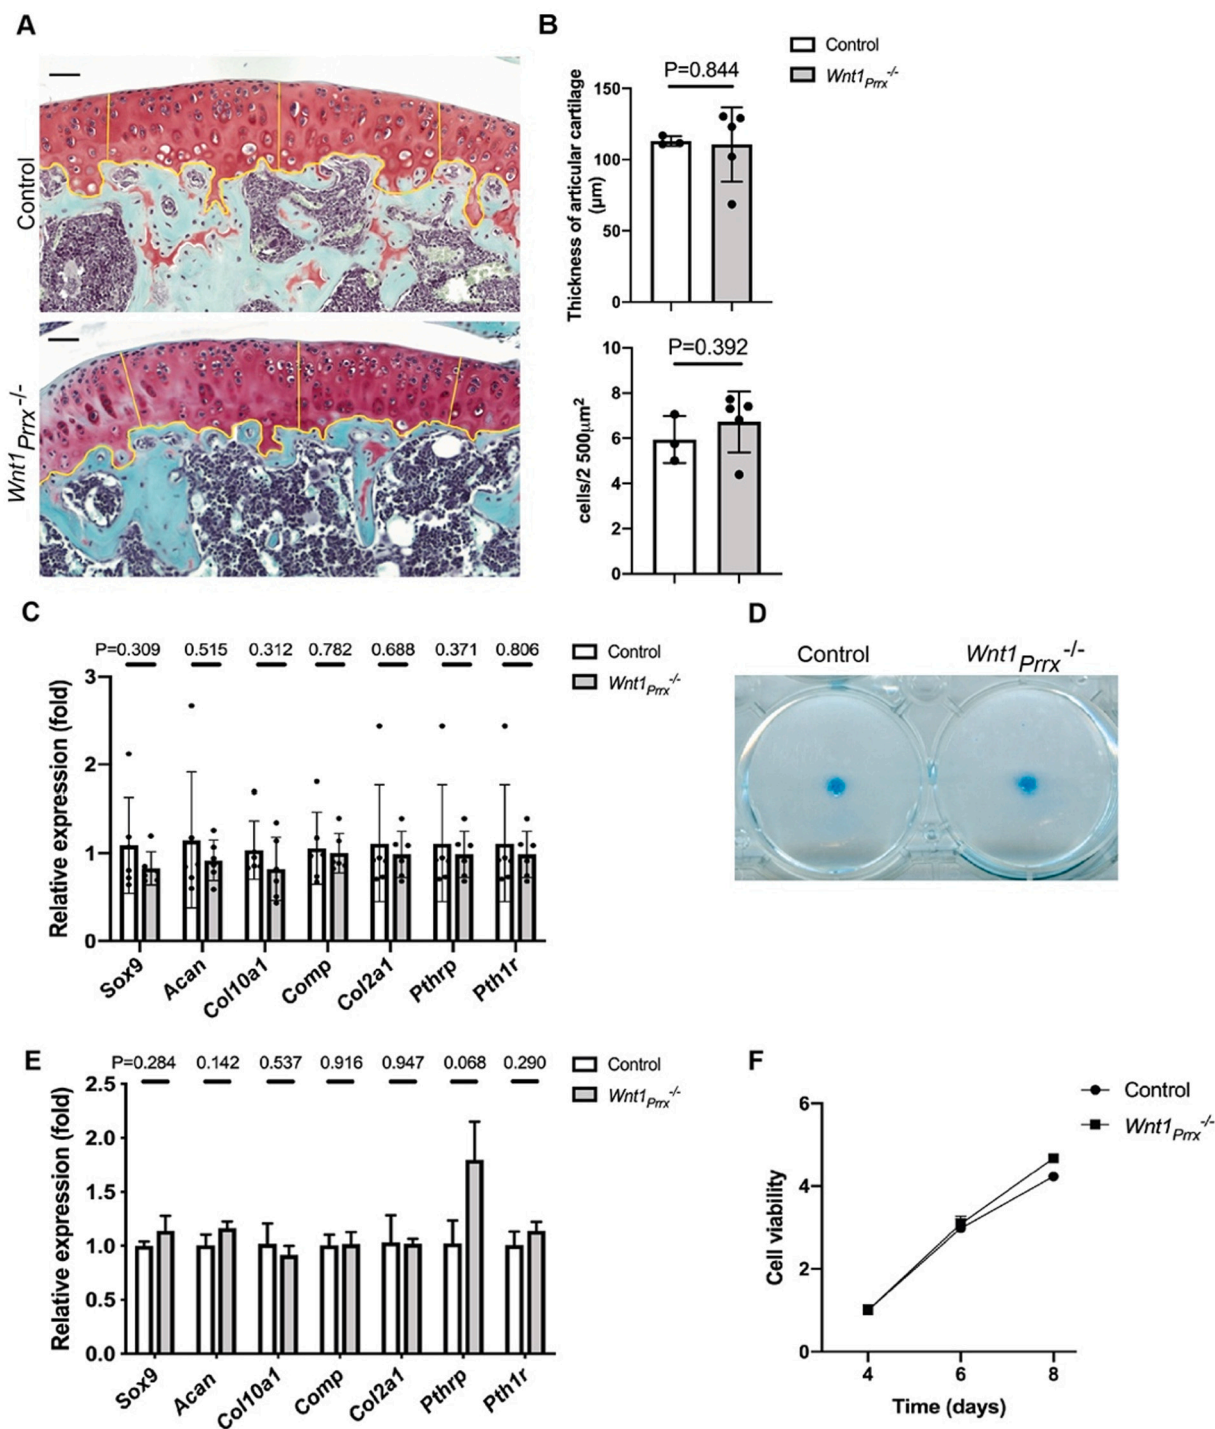 A
Control
Wnt1Prrx-/-
B
Control
Wnt1Prrx-/-
P=0.844
Thickness of articular cartilage
(μm)
150
100
50
0
P=0.392
cells/2 500μm2
10
8
6
4
2
0
C
P=0.309 0.515 0.312 0.782 0.688 0.371 0.806
Control
Wnt1Prrx-/-
Relative expression (fold)
3
2
1
0
Sox9 Acan Col10a1 Comp Col2a1 Pthrp Pth1r
D
Control Wnt1Prrx-/-
E
P=0.284 0.142 0.537 0.916 0.947 0.068 0.290
Control
Wnt1Prrx-/-
Relative expression (fold)
2.5
2.0
1.5
1.0
0.5
0.0
Sox9 Acan Col10a1 Comp Col2a1 Pthrp Pth1r
F
Control
Wnt1Prrx-/-
Cell viability
6
4
2
0
4 6 8
Time (days)